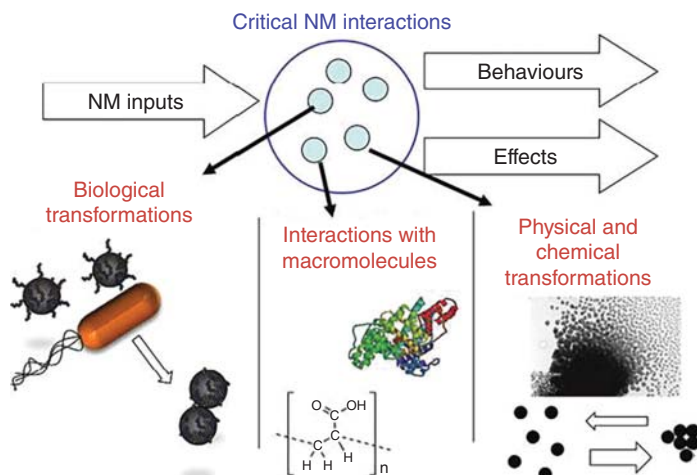 Critical NM interactions
NM inputs
Behaviours
Effects
Biological
transformations
Interactions with
macromolecules
Physical and
chemical
transformations
O
OH
C
C
C
H
H
H
n